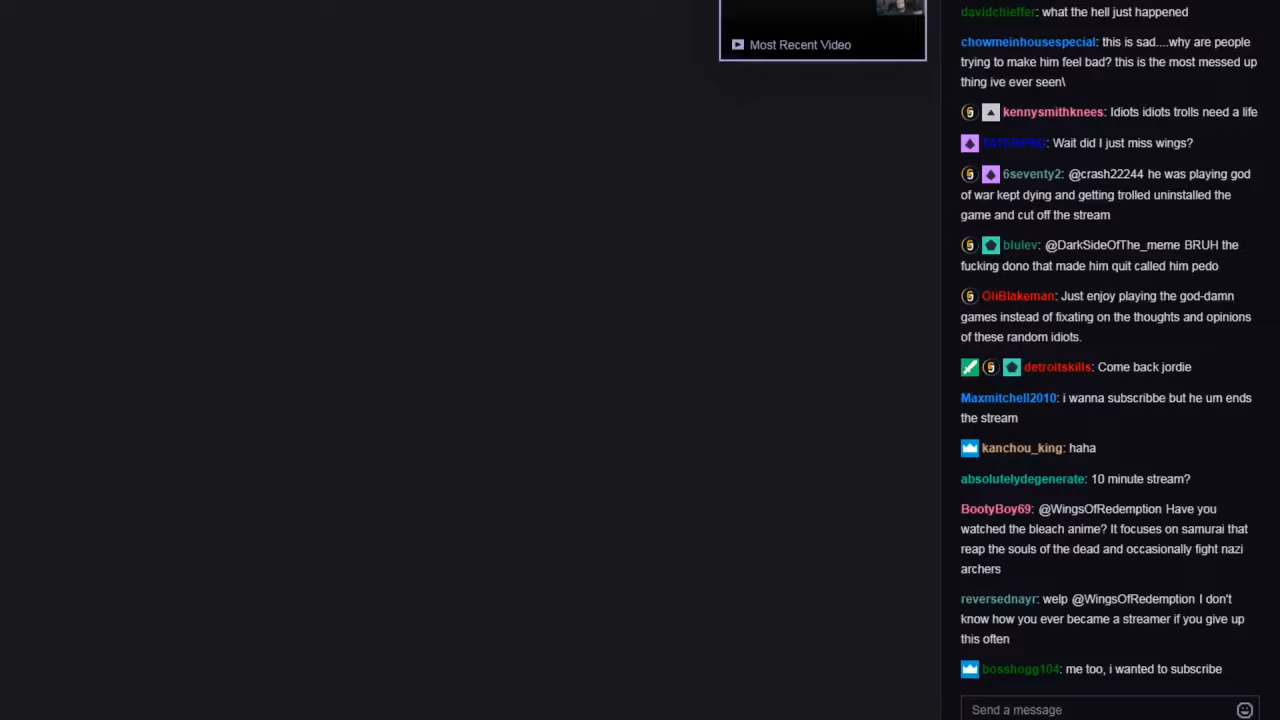 Most Recent Video
davidchieffer: what the hell just happened
chowmeinhousespecial: this is sad....why are people
trying to make him feel bad? this is the most messed up
thing ive ever seen\
kennysmithknees: Idiots idiots trolls need a life
TATERPRO: Wait did I just miss wings?
6seventy2: @crash22244 he was playing god
of war kept dying and getting trolled uninstalled the
game and cut off the stream
blulev: @DarkSideOfThe_meme BRUH the
fucking dono that made him quit called him pedo
OliBlakeman: Just enjoy playing the god-damn
games instead of fixating on the thoughts and opinions
of these random idiots.
detroitskills: Come back jordie
Maxmitchell2010: i wanna subscribbe but he um ends
the stream
kanchou_king: haha
absolutelydegenerate: 10 minute stream?
BootyBoy69: @WingsOfRedemption Have you
watched the bleach anime? It focuses on samurai that
reap the souls of the dead and occasionally fight nazi
archers
reversednayr: welp @WingsOfRedemption I don't
know how you ever became a streamer if you give up
this often
bosshogg104: me too, i wanted to subscribe
Send a message